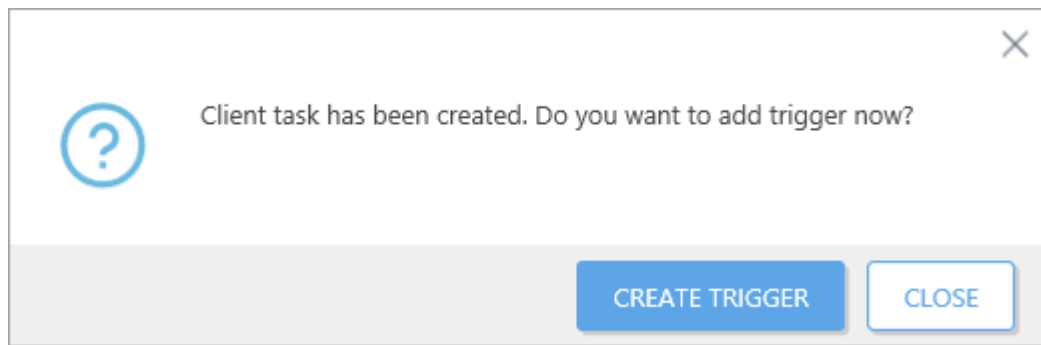 Client task has been created. Do you want to add trigger now?
CREATE TRIGGER
CLOSE